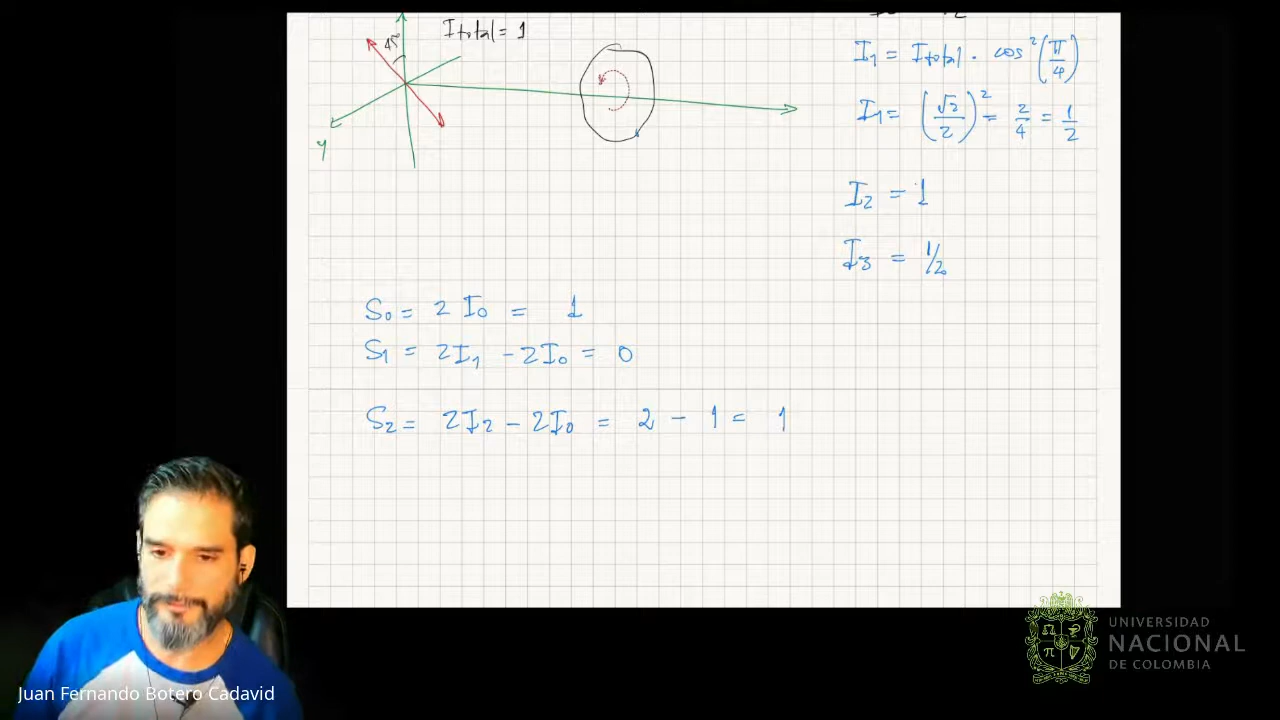 45°
Itotal = 1
y
I₁ = Itotal · cos²(π/4)
I₁ = (√2/2)² = 2/4 = 1/2
I₂ = 1
I₃ = 1/2
S₀ = 2 I₀ = 1
S₁ = 2I₁ - 2I₀ = 0
S₂ = 2I₂ - 2I₀ = 2 - 1 = 1
Juan Fernando Botero Cadavid
UNIVERSIDAD
NACIONAL
DE COLOMBIA